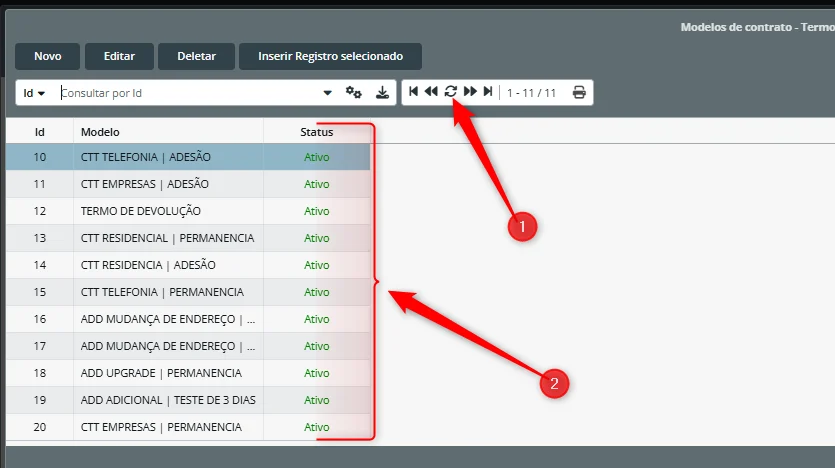 Modelos de contrato - Termo
Novo Editar Deletar Inserir Registro selecionado
Id Consultar por Id 1 - 11 / 11
Id Modelo Status
10 CTT TELEFONIA | ADESÃO Ativo
11 CTT EMPRESAS | ADESÃO Ativo
12 TERMO DE DEVOLUÇÃO Ativo
13 CTT RESIDENCIAL | PERMANENCIA Ativo
14 CTT RESIDENCIA | ADESÃO Ativo
15 CTT TELEFONIA | PERMANENCIA Ativo
16 ADD MUDANÇA DE ENDEREÇO | ... Ativo
17 ADD MUDANÇA DE ENDEREÇO | ... Ativo
18 ADD UPGRADE | PERMANENCIA Ativo
19 ADD ADICIONAL | TESTE DE 3 DIAS Ativo
20 CTT EMPRESAS | PERMANENCIA Ativo
1
2